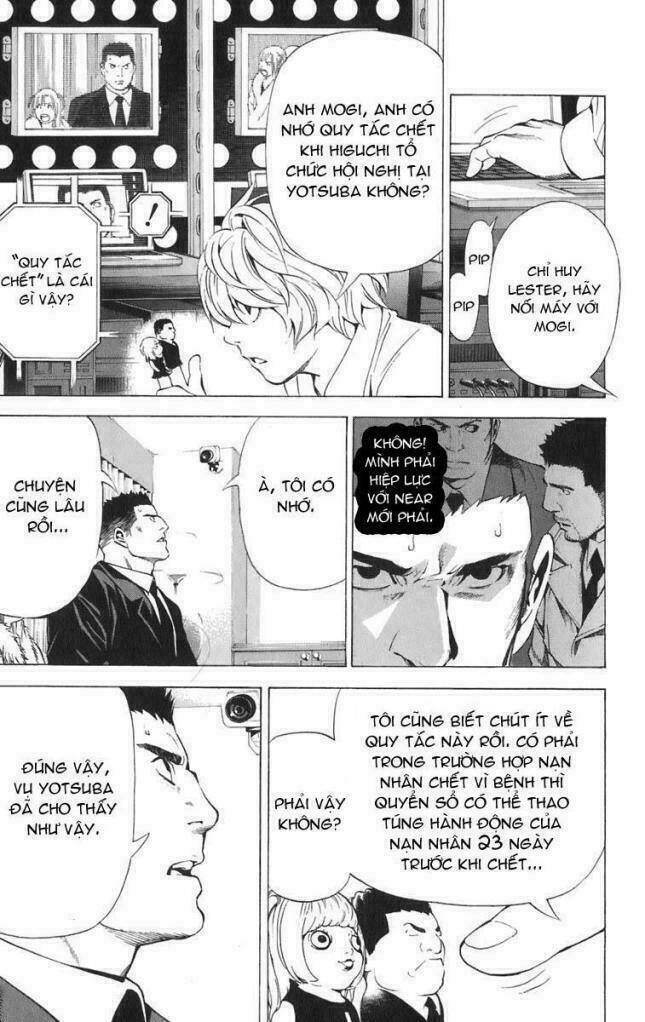 CHỈ HUY
LESTER, HÃY
NỐI MÁY VỚI
MOGI.
PIP
PIP
ANH MOGI, ANH CÓ
NHỚ QUY TẮC CHẾT
KHI HIGUCHI TỔ
CHỨC HỘI NGHỊ TẠI
YOTSUBA KHÔNG?
!
"QUY TẮC
CHẾT" LÀ CÁI
GÌ VẬY?
KHÔNG!
MÌNH PHẢI
HIỆP LỰC
VỚI NEAR
MỚI PHẢI.
À, TÔI CÓ
NHỚ.
CHUYỆN
CŨNG LÂU
RỒI...
TÔI CŨNG BIẾT CHÚT ÍT VỀ
QUY TẮC NÀY RỒI. CÓ PHẢI
TRONG TRƯỜNG HỢP NẠN
NHÂN CHẾT VÌ BỆNH THÌ
QUYỂN SỔ CÓ THỂ THAO
TÚNG HÀNH ĐỘNG CỦA
NẠN NHÂN 23 NGÀY
TRƯỚC KHI CHẾT...
PHẢI VẬY
KHÔNG?
ĐÚNG VẬY,
VỤ YOTSUBA
ĐÃ CHO THẤY
NHƯ VẬY.